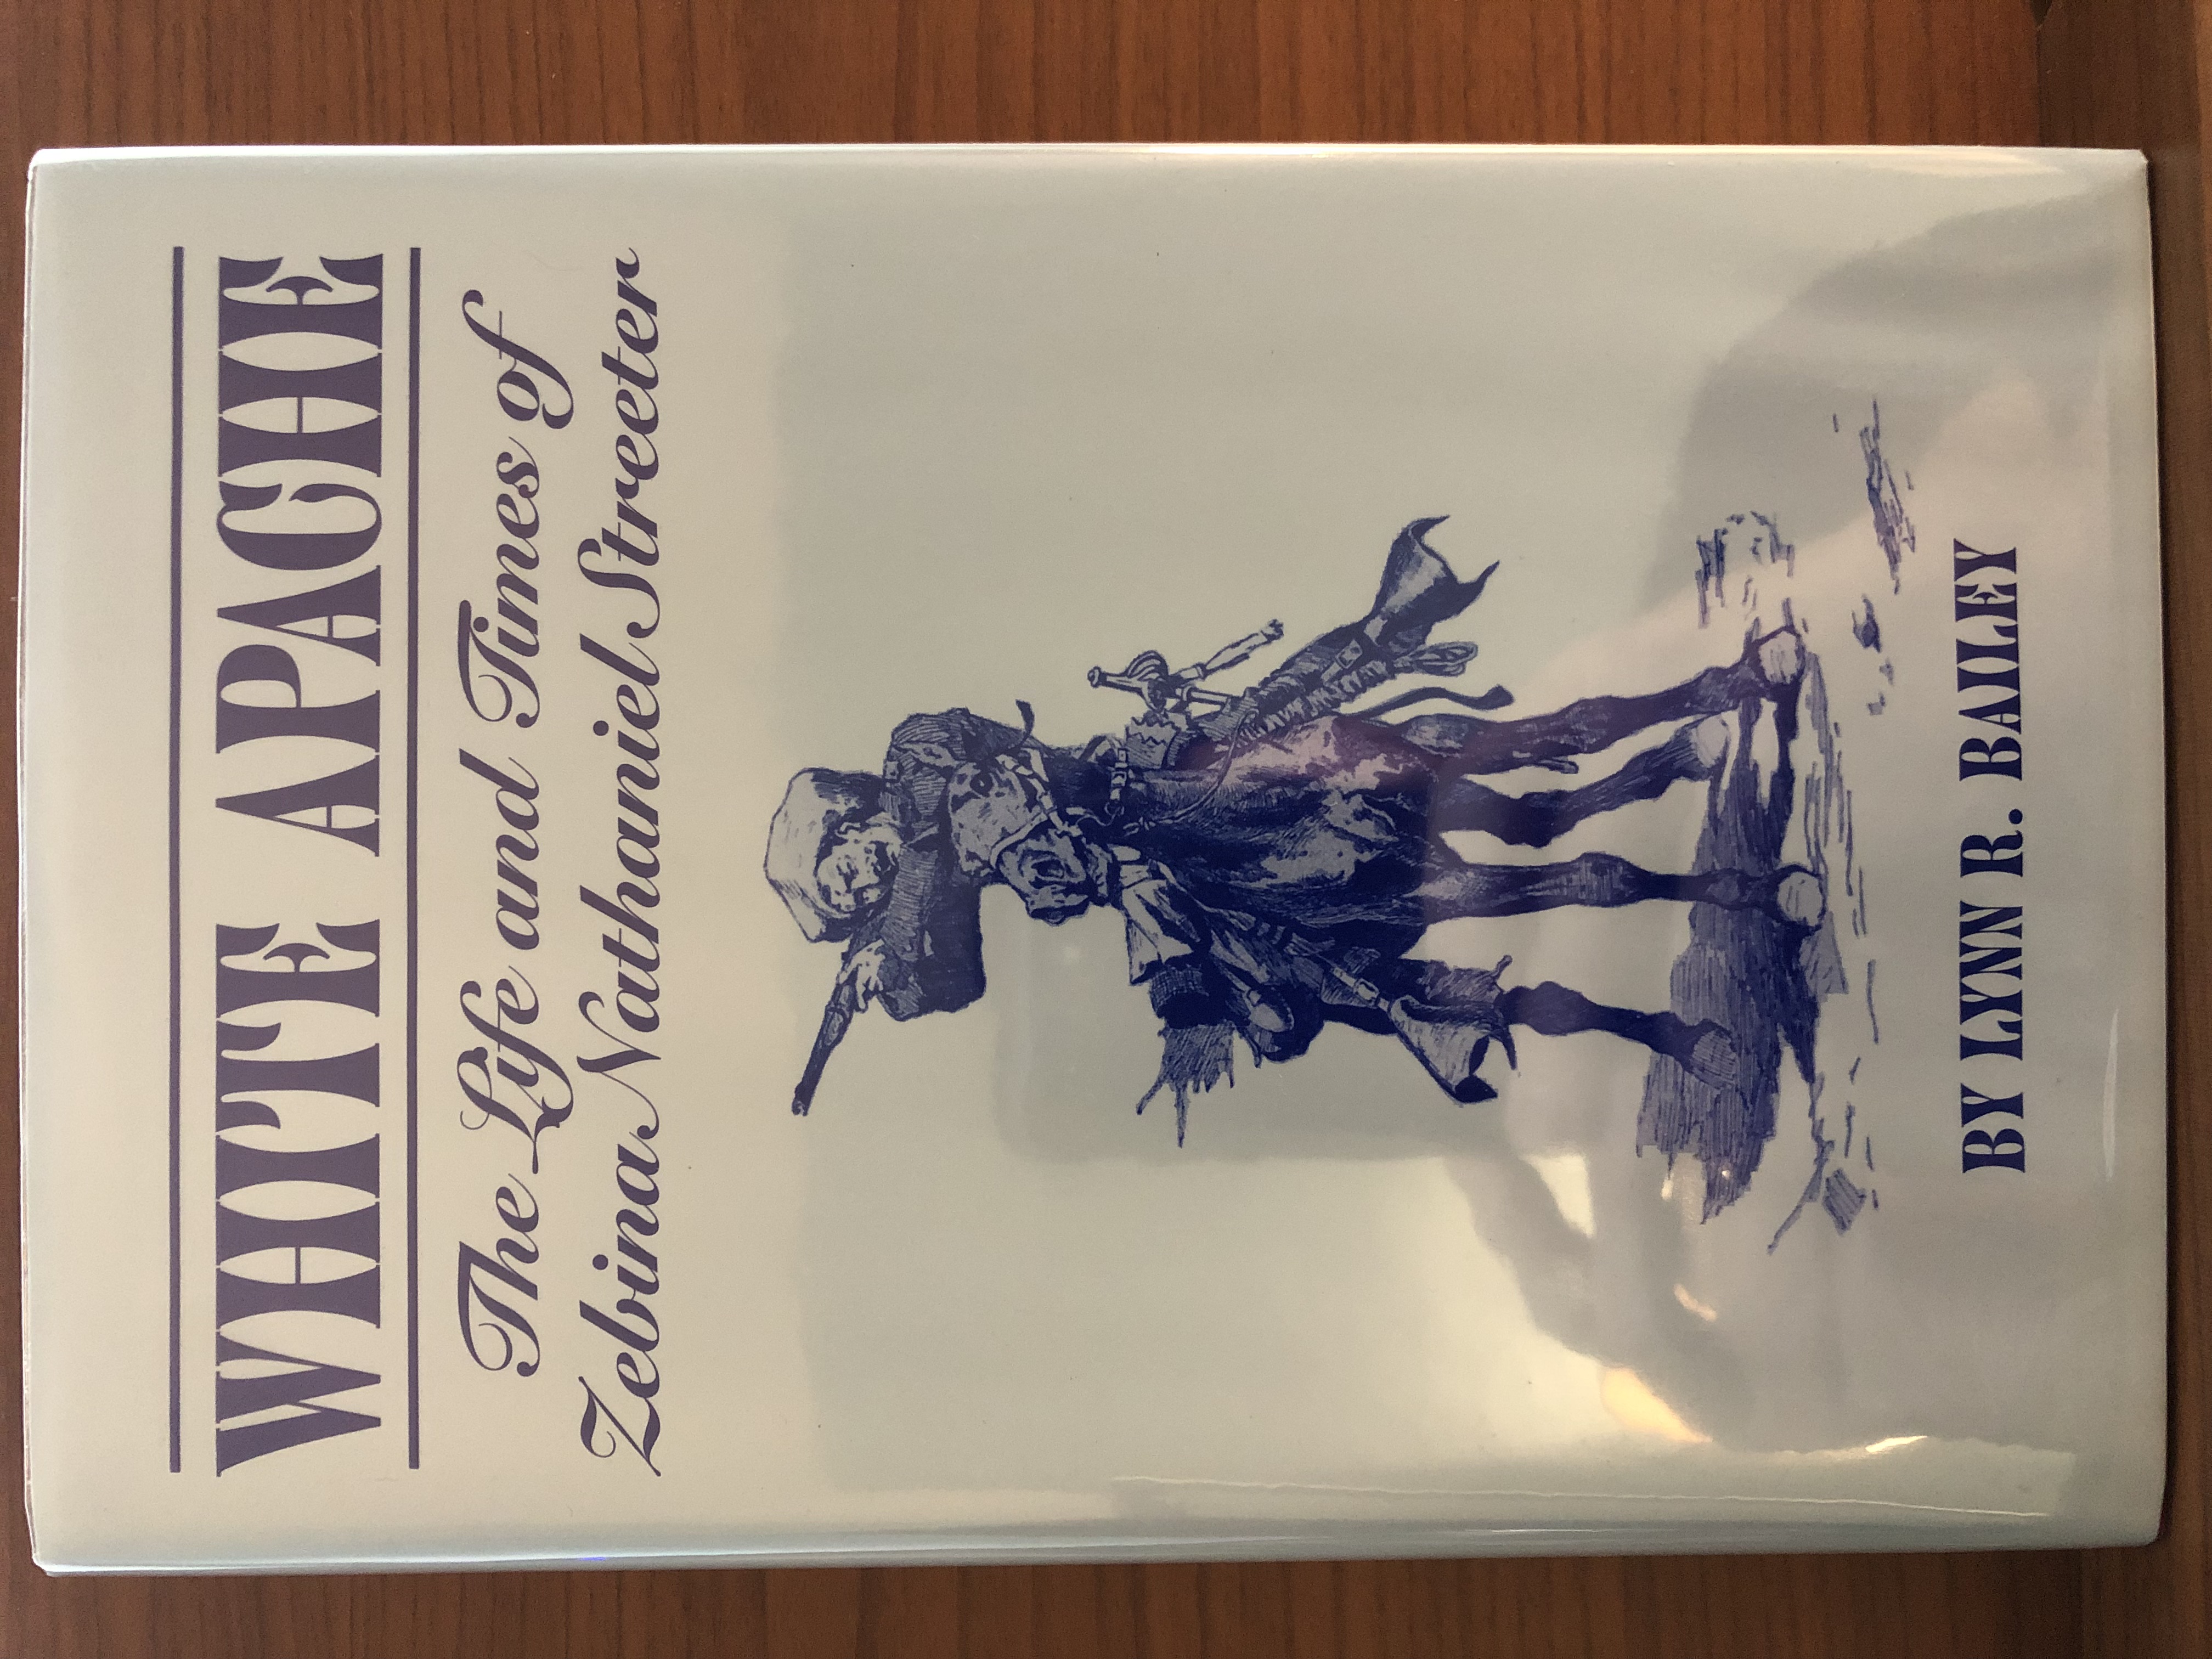 WHITE APACHE
The Life and Times of
Zebina Nathaniel Streeter
BY LYNN R. BAILEY